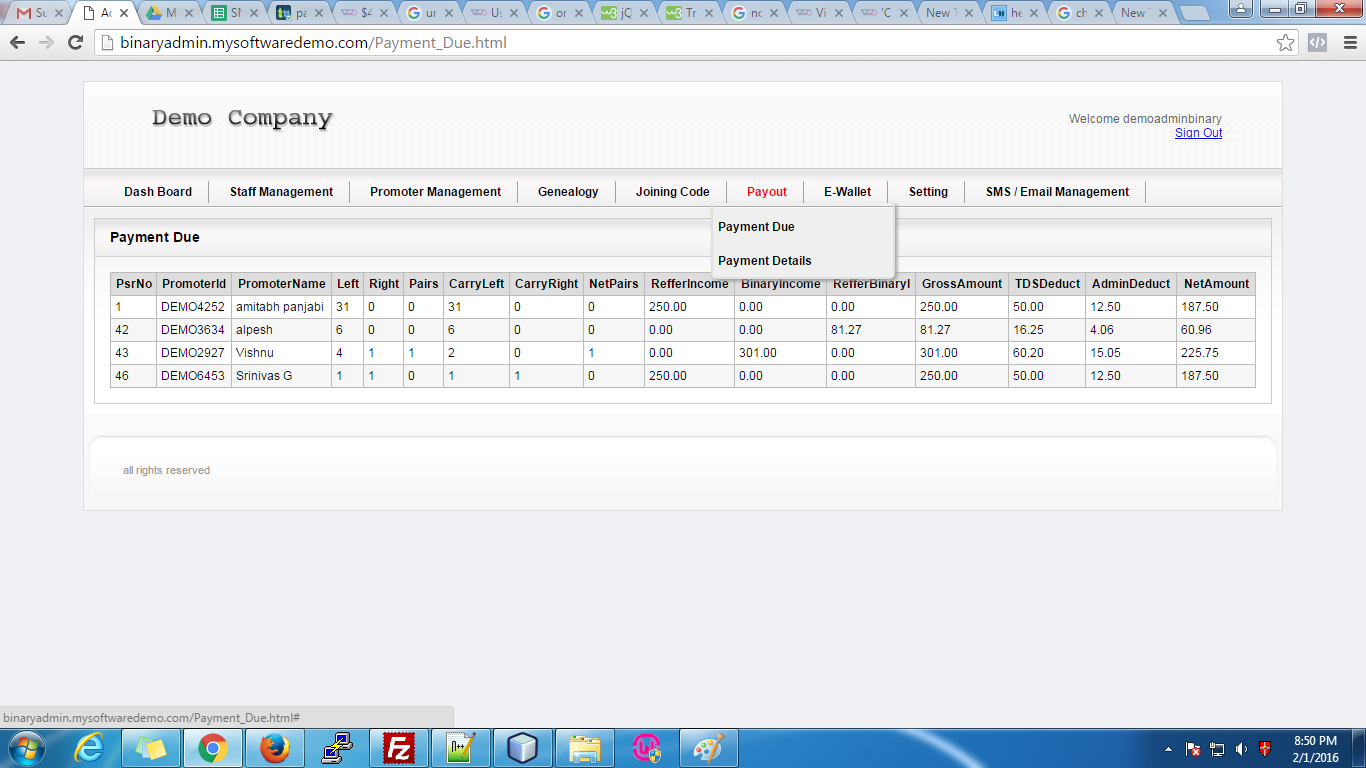 Su
Ac
M
SM
pa
$4
ur
Us
or
jQ
Tr
no
Vi
'C
New T
he
ch
New T
binaryadmin.mysoftwaredemo.com/Payment_Due.html
Demo Company
Welcome demoadminbinary
Sign Out
Dash Board Staff Management Promoter Management Genealogy Joining Code Payout E-Wallet Setting SMS / Email Management
Payment Due
Payment Details
Payment Due
PsrNo PromoterId PromoterName Left Right Pairs CarryLeft CarryRight NetPairs RefferIncome BinaryIncome RefferBinaryI GrossAmount TDSDeduct AdminDeduct NetAmount
1 DEMO4252 amitabh panjabi 31 0 0 31 0 0 250.00 0.00 0.00 250.00 50.00 12.50 187.50
42 DEMO3634 alpesh 6 0 0 6 0 0 0.00 0.00 81.27 81.27 16.25 4.06 60.96
43 DEMO2927 Vishnu 4 1 1 2 0 1 0.00 301.00 0.00 301.00 60.20 15.05 225.75
46 DEMO6453 Srinivas G 1 1 0 1 1 0 250.00 0.00 0.00 250.00 50.00 12.50 187.50
all rights reserved
binaryadmin.mysoftwaredemo.com/Payment_Due.html#
8:50 PM
2/1/2016